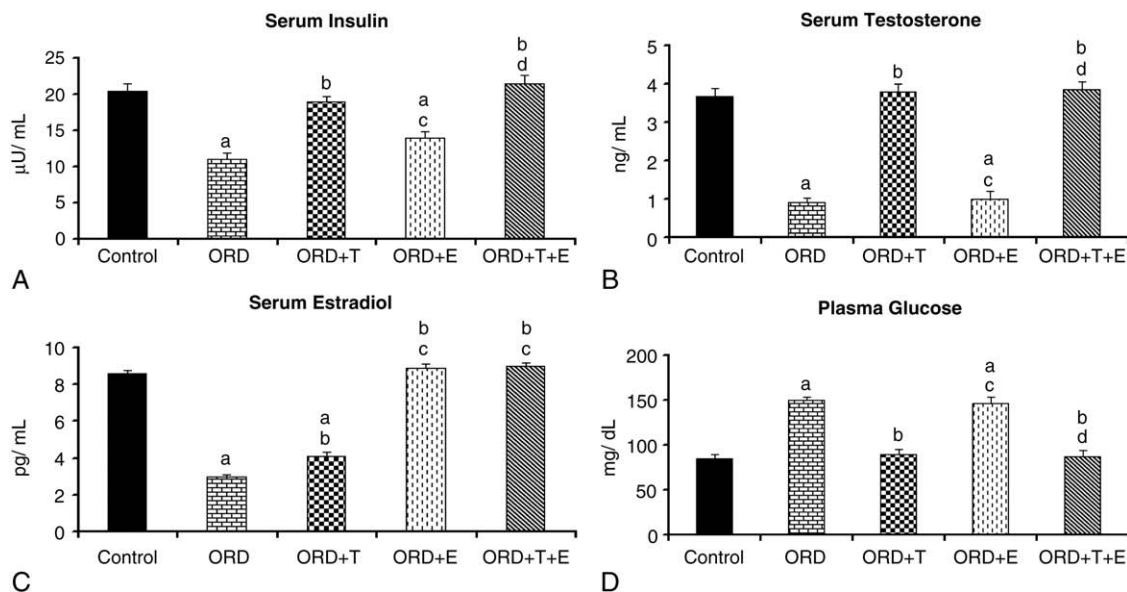 Serum Insulin
25
20
15
10
5
0
µU/ mL
a
b
a
c
b
d
Control ORD ORD+T ORD+E ORD+T+E
A
Serum Testosterone
5
4
3
2
1
0
ng/ mL
a
b
a
c
b
d
Control ORD ORD+T ORD+E ORD+T+E
B
Serum Estradiol
10
8
6
4
2
0
pg/ mL
a
a
b
b
c
b
c
Control ORD ORD+T ORD+E ORD+T+E
C
Plasma Glucose
200
150
100
50
0
mg/ dL
a
b
a
c
b
d
Control ORD ORD+T ORD+E ORD+T+E
D